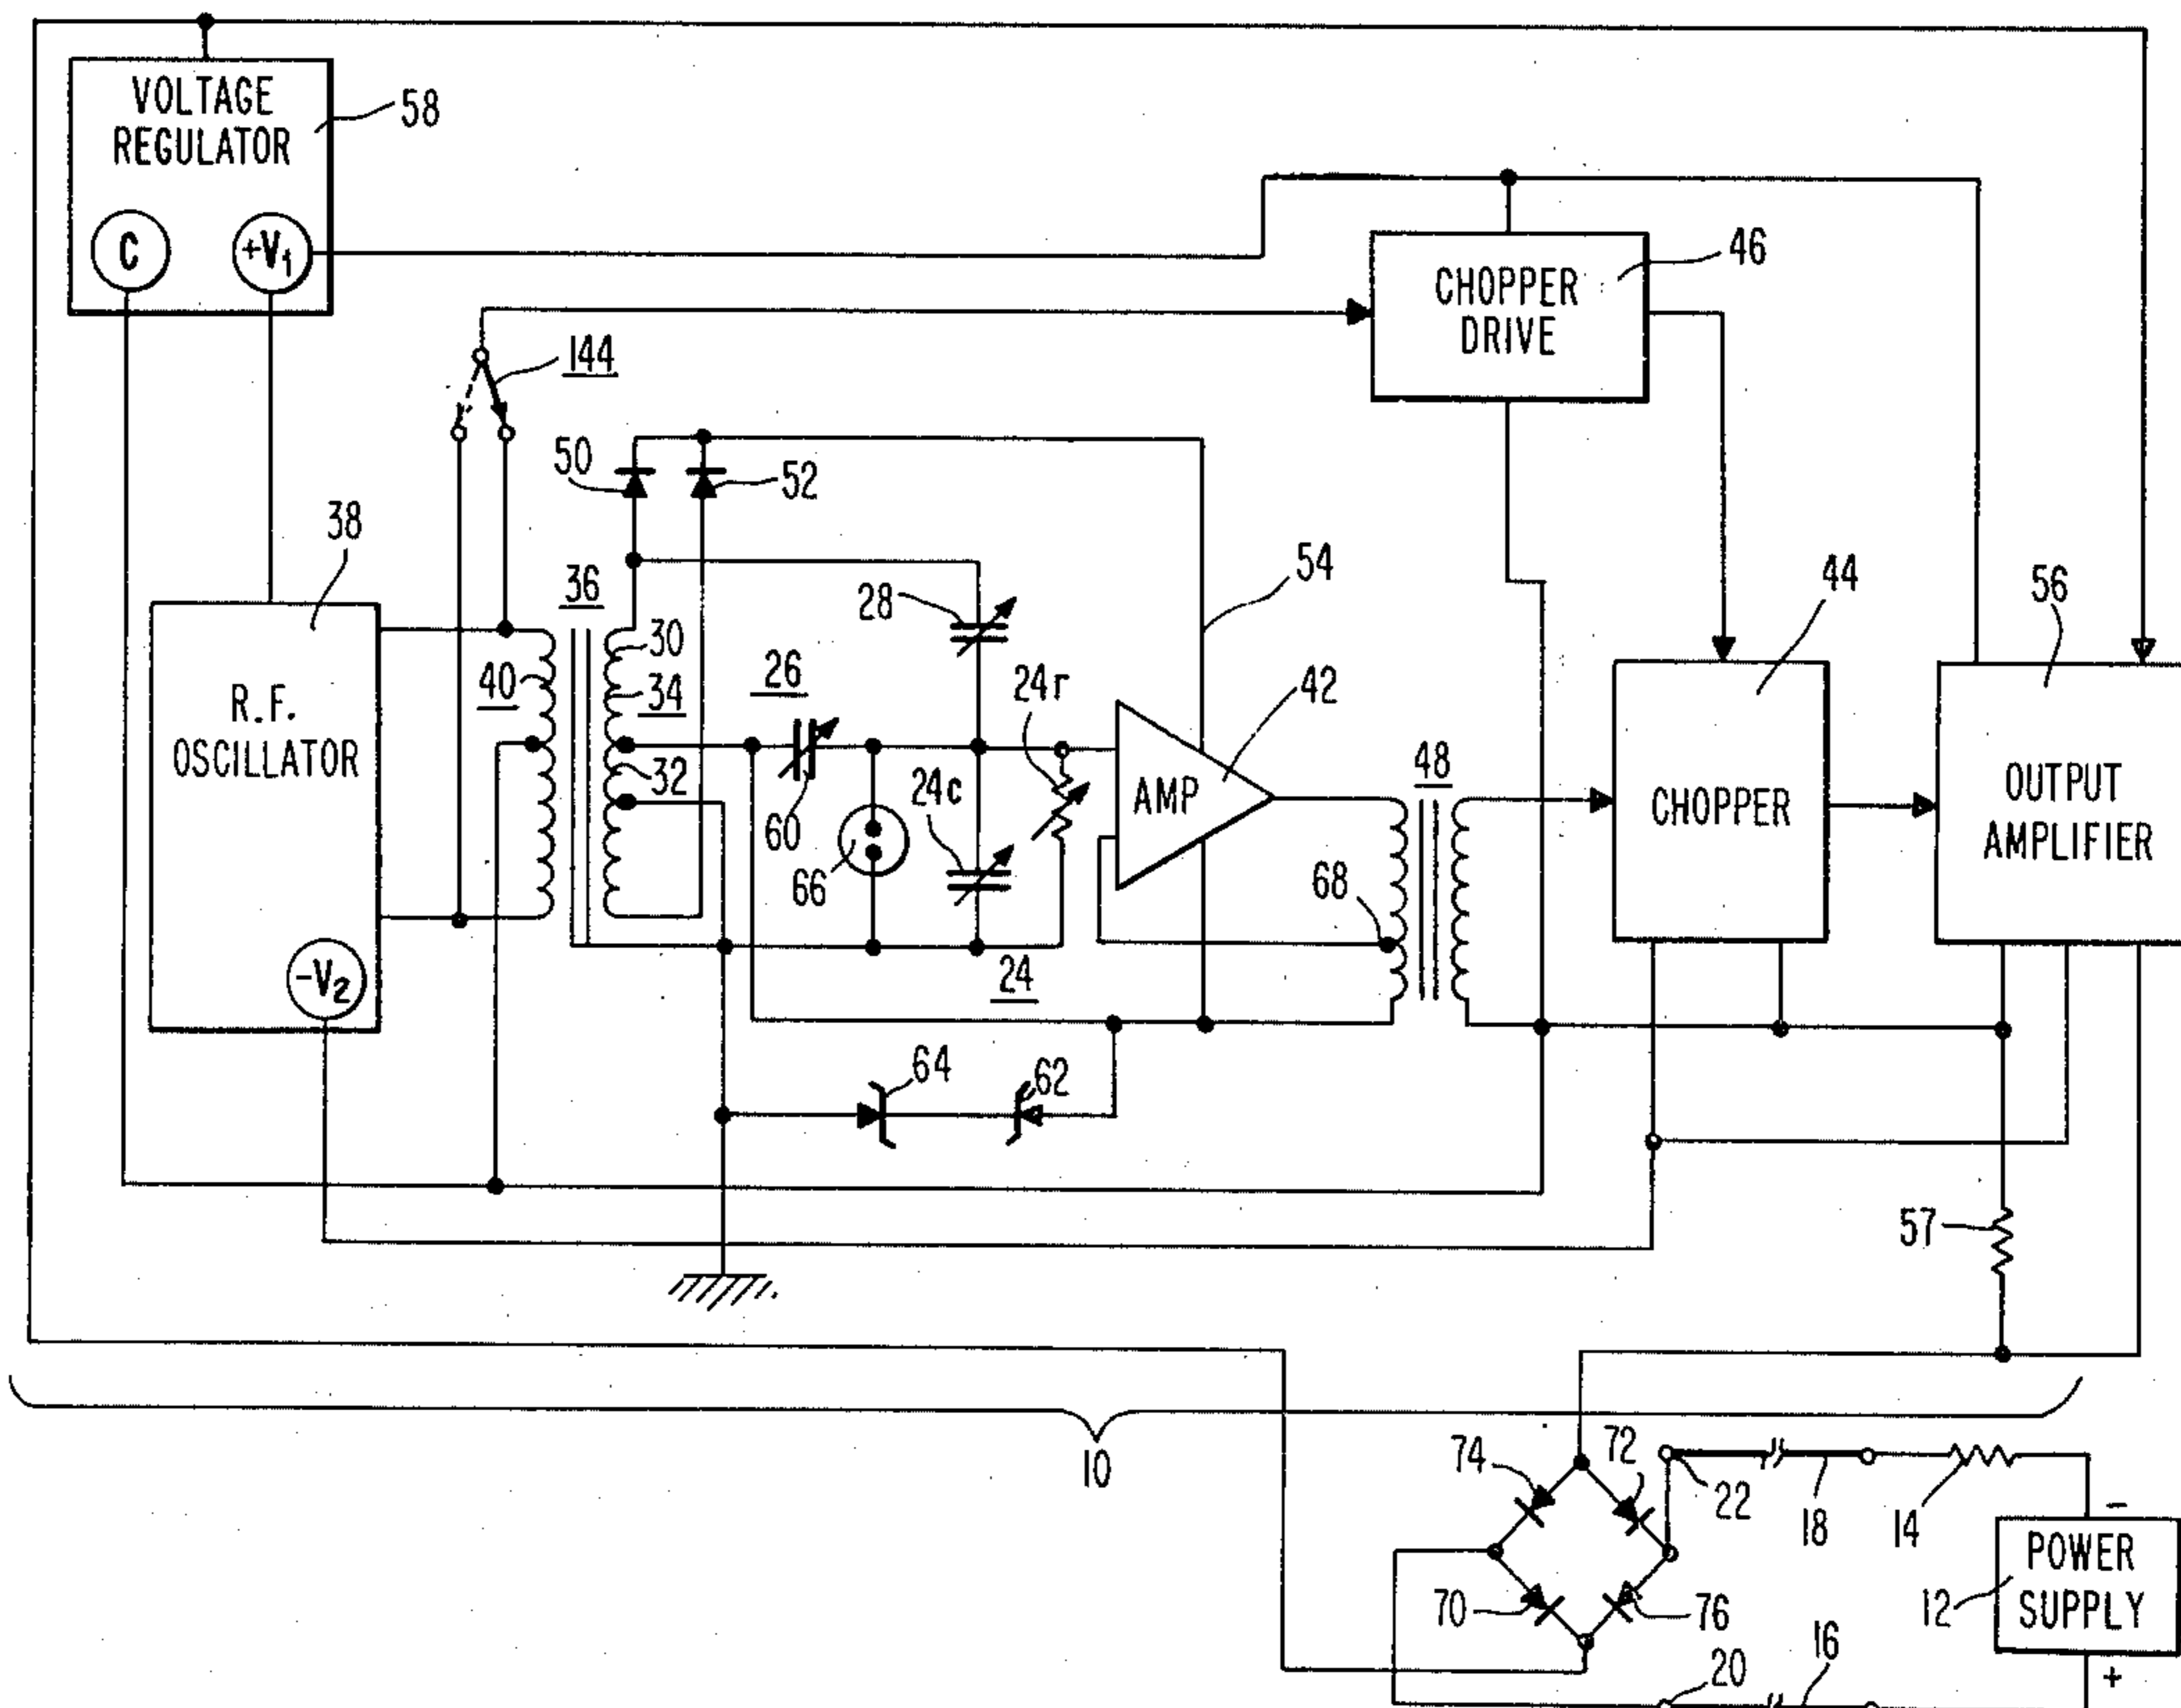 VOLTAGE
REGULATOR
58
C
+V1
46
CHOPPER
DRIVE
144
50
52
38
36
54
44
56
28
30
26
24r
42
40
34
R.F.
OSCILLATOR
32
60
24c
AMP
48
CHOPPER
OUTPUT
AMPLIFIER
66
68
-V2
24
64
62
57
10
74
72
22
18
14
−
POWER
SUPPLY
12
70
76
20
16
+